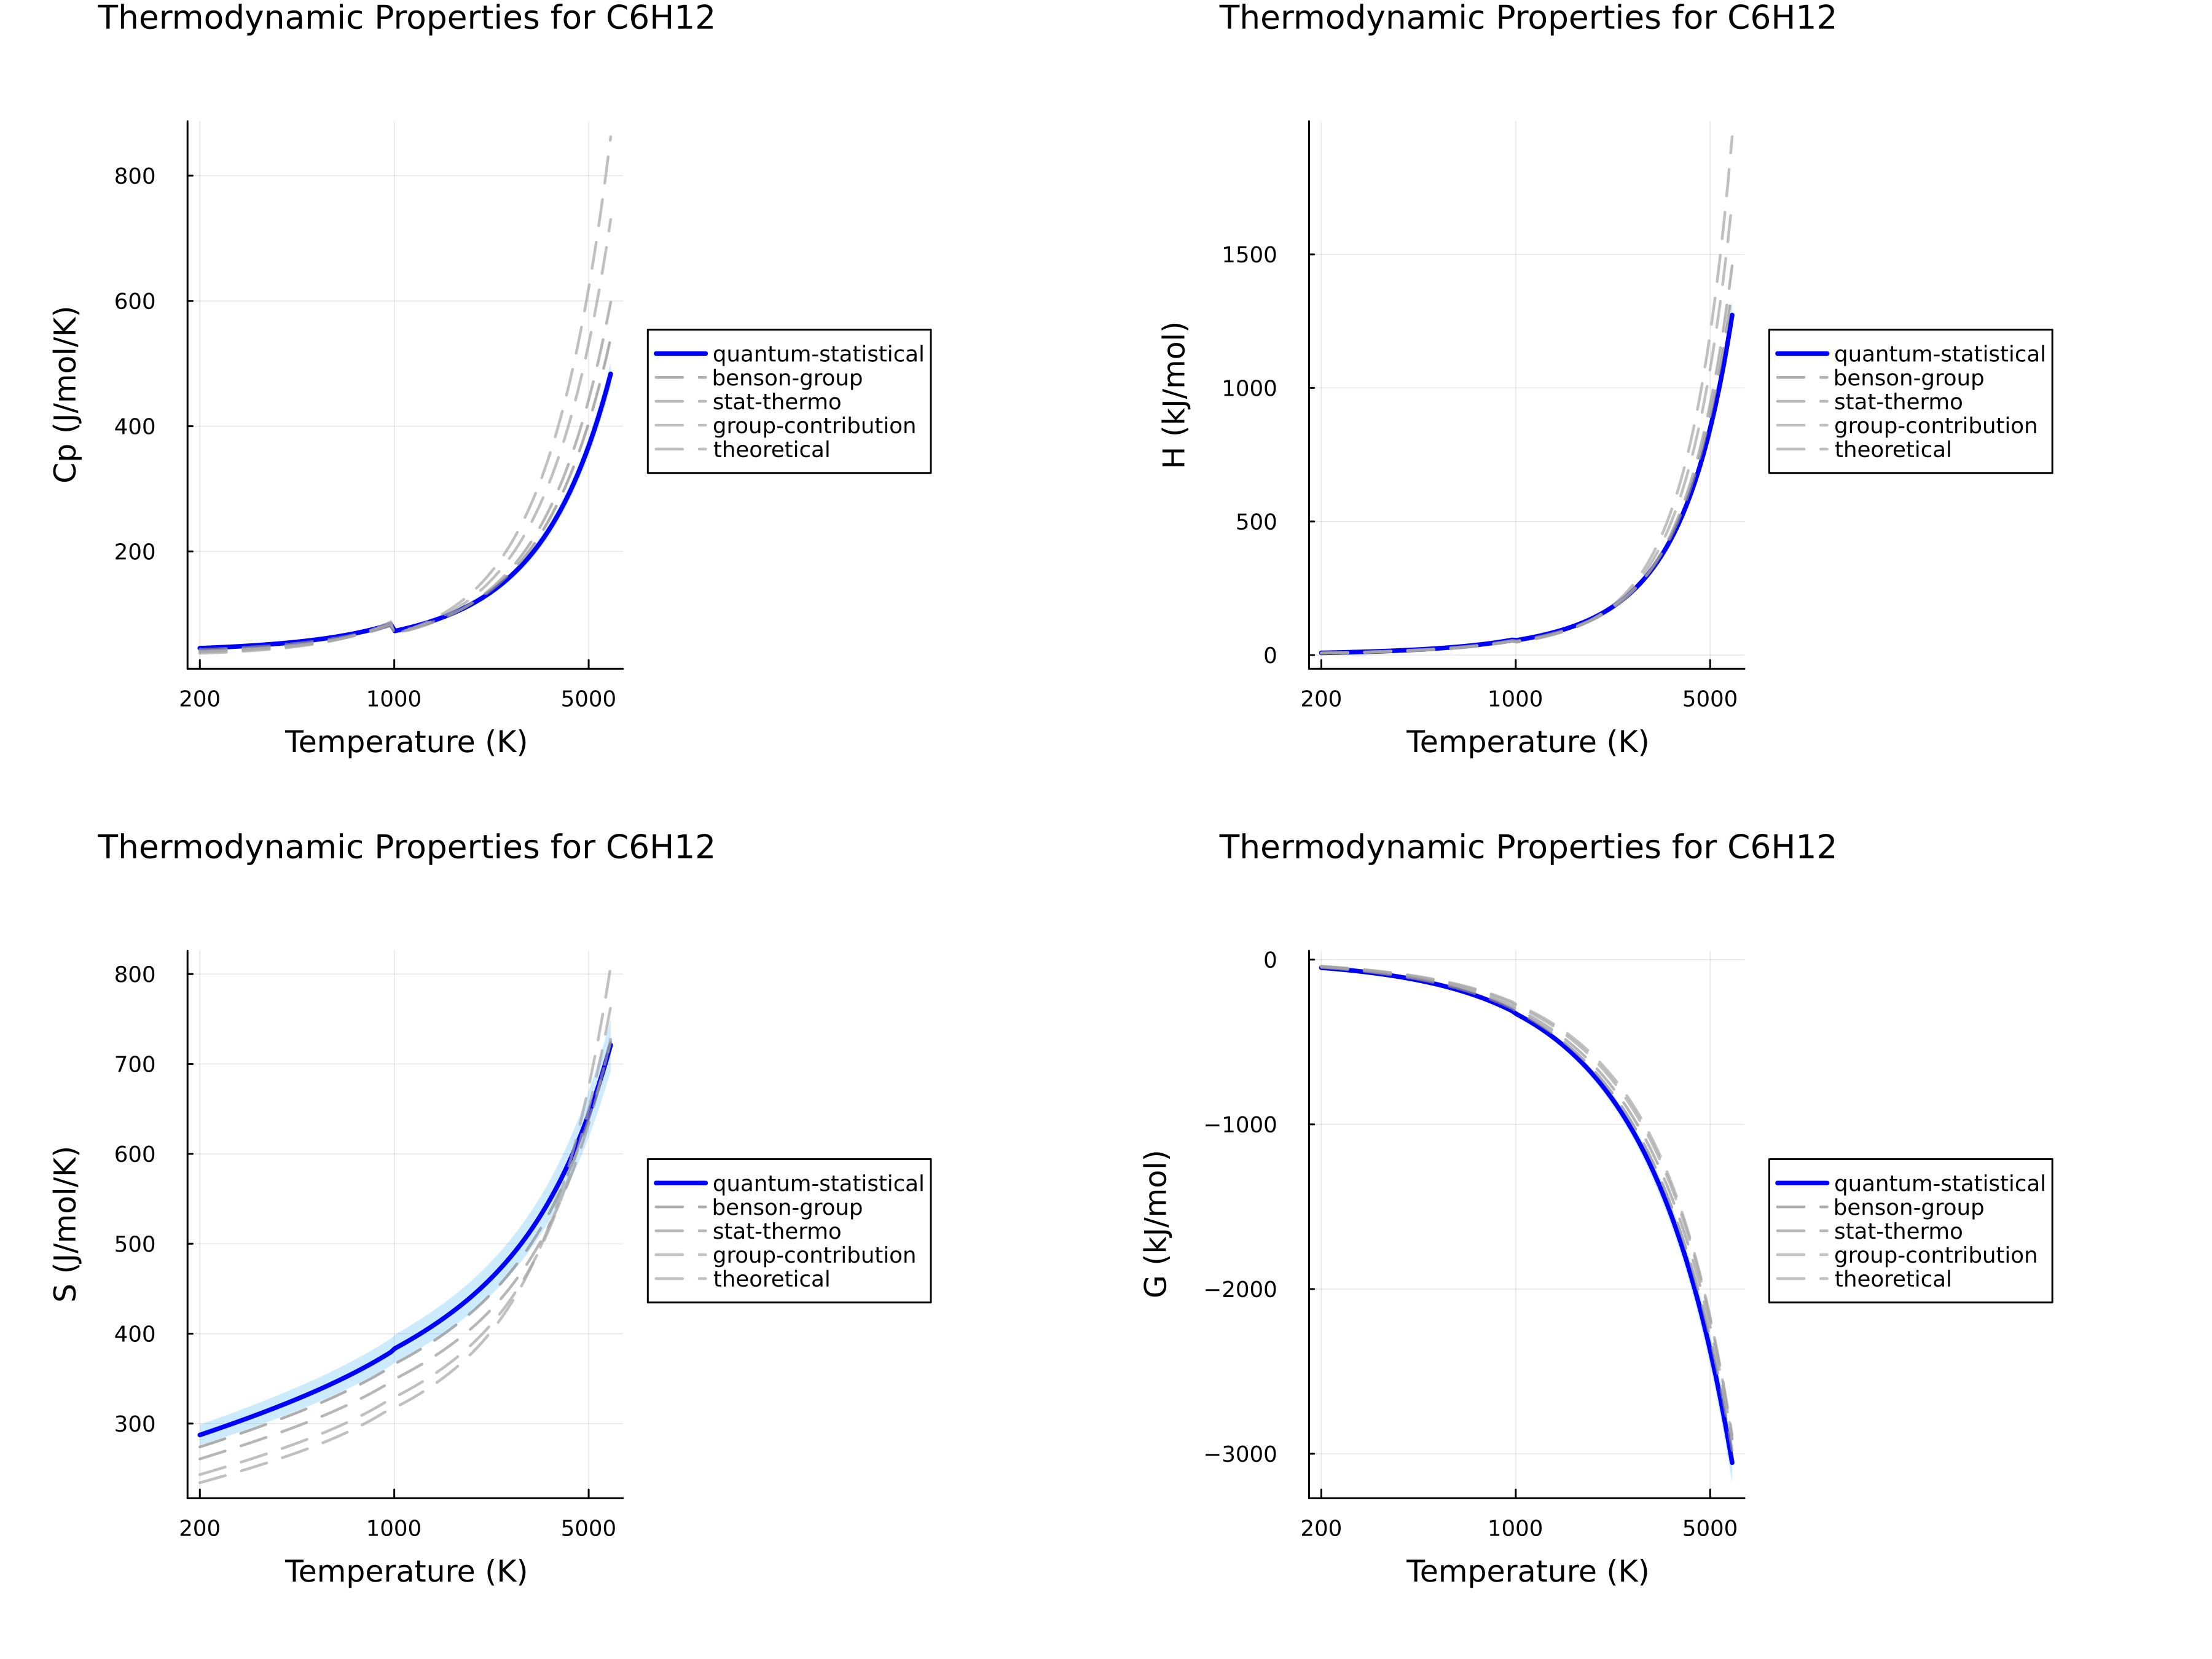 Thermodynamic Properties for C6H12
Cp (J/mol/K)
800
600
400
200
200
1000
5000
Temperature (K)
quantum-statistical
benson-group
stat-thermo
group-contribution
theoretical
Thermodynamic Properties for C6H12
H (kJ/mol)
1500
1000
500
0
200
1000
5000
Temperature (K)
quantum-statistical
benson-group
stat-thermo
group-contribution
theoretical
Thermodynamic Properties for C6H12
S (J/mol/K)
800
700
600
500
400
300
200
1000
5000
Temperature (K)
quantum-statistical
benson-group
stat-thermo
group-contribution
theoretical
Thermodynamic Properties for C6H12
G (kJ/mol)
0
−1000
−2000
−3000
200
1000
5000
Temperature (K)
quantum-statistical
benson-group
stat-thermo
group-contribution
theoretical